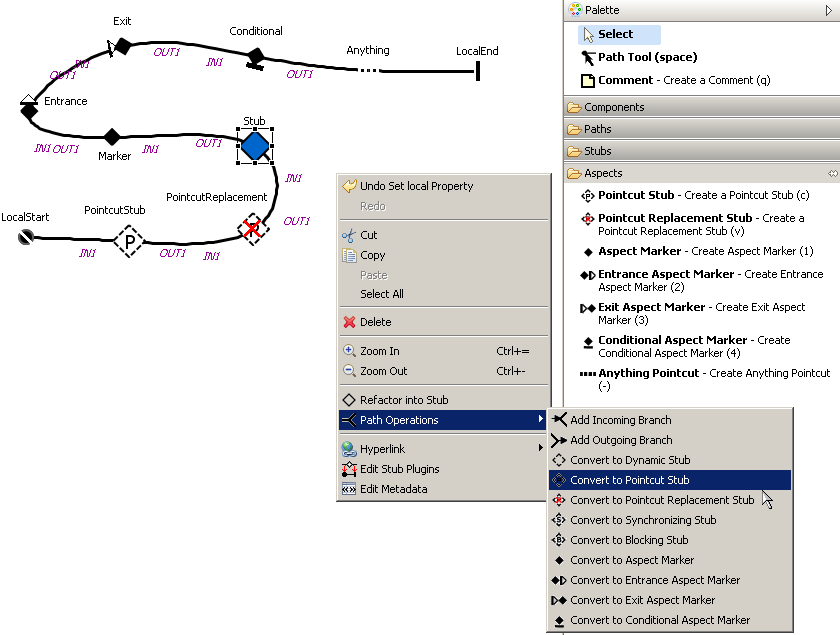 Exit
Conditional
Anything
LocalEnd
OUT1
IN1
OUT1
IN1
OUT1
Entrance
IN1
OUT1
Marker
IN1
OUT1
Stub
IN1
PointcutReplacement
PointcutStub
LocalStart
OUT1
P
P
IN1
OUT1
IN1
Undo Set local Property
Redo
Cut
Copy
Paste
Select All
Delete
Zoom In Ctrl+=
Zoom Out Ctrl+-
Refactor into Stub
Path Operations
Hyperlink
Edit Stub Plugins
Edit Metadata
Add Incoming Branch
Add Outgoing Branch
Convert to Dynamic Stub
Convert to Pointcut Stub
Convert to Pointcut Replacement Stub
Convert to Synchronizing Stub
Convert to Blocking Stub
Convert to Aspect Marker
Convert to Entrance Aspect Marker
Convert to Exit Aspect Marker
Convert to Conditional Aspect Marker
Palette
Select
Path Tool (space)
Comment - Create a Comment (q)
Components
Paths
Stubs
Aspects
Pointcut Stub - Create a Pointcut Stub (c)
Pointcut Replacement Stub - Create a
Pointcut Replacement Stub (v)
Aspect Marker - Create Aspect Marker (1)
Entrance Aspect Marker - Create Entrance
Aspect Marker (2)
Exit Aspect Marker - Create Exit Aspect
Marker (3)
Conditional Aspect Marker - Create
Conditional Aspect Marker (4)
Anything Pointcut - Create Anything Pointcut
(-)